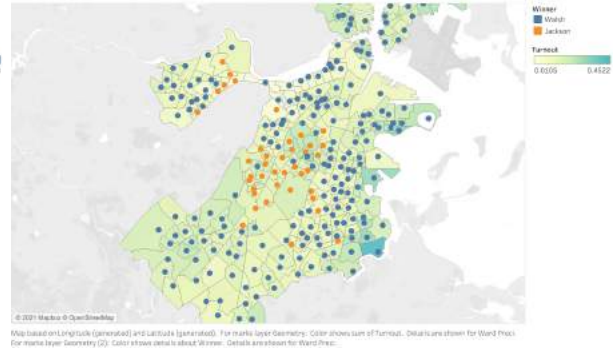 Winner
Walsh
Jackson
Turnout
0.0105 0.4522
© 2021 Mapbox © OpenStreetMap
Map based on Longitude (generated) and Latitude (generated). For marks layer Geometry: Color shows sum of Turnout. Details are shown for Ward Prec
For marks layer Geometry (2): Color shows details about Winner. Details are shown for Ward Prec.